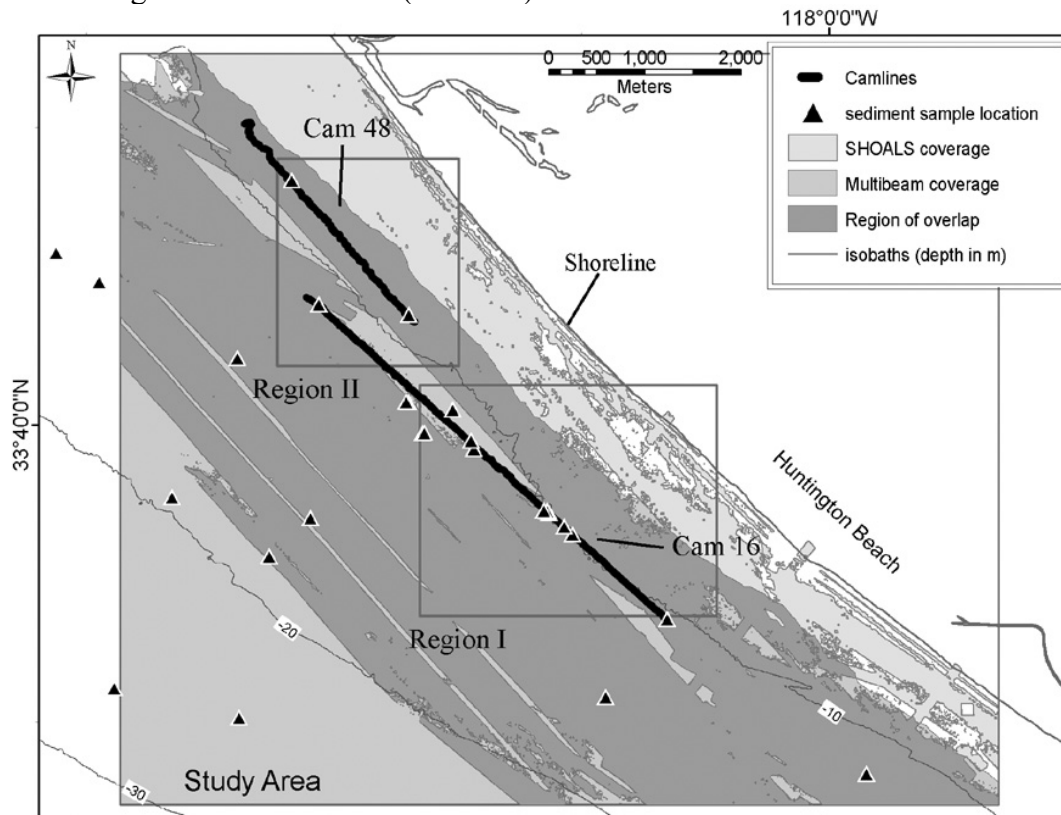 118°0'0"W
N
0 500 1,000 2,000
Meters
Camlines
sediment sample location
SHOALS coverage
Multibeam coverage
Region of overlap
isobaths (depth in m)
Cam 48
Shoreline
Region II
33°40'0"N
Huntington Beach
Cam 16
Region I
-20
-10
Study Area
-30